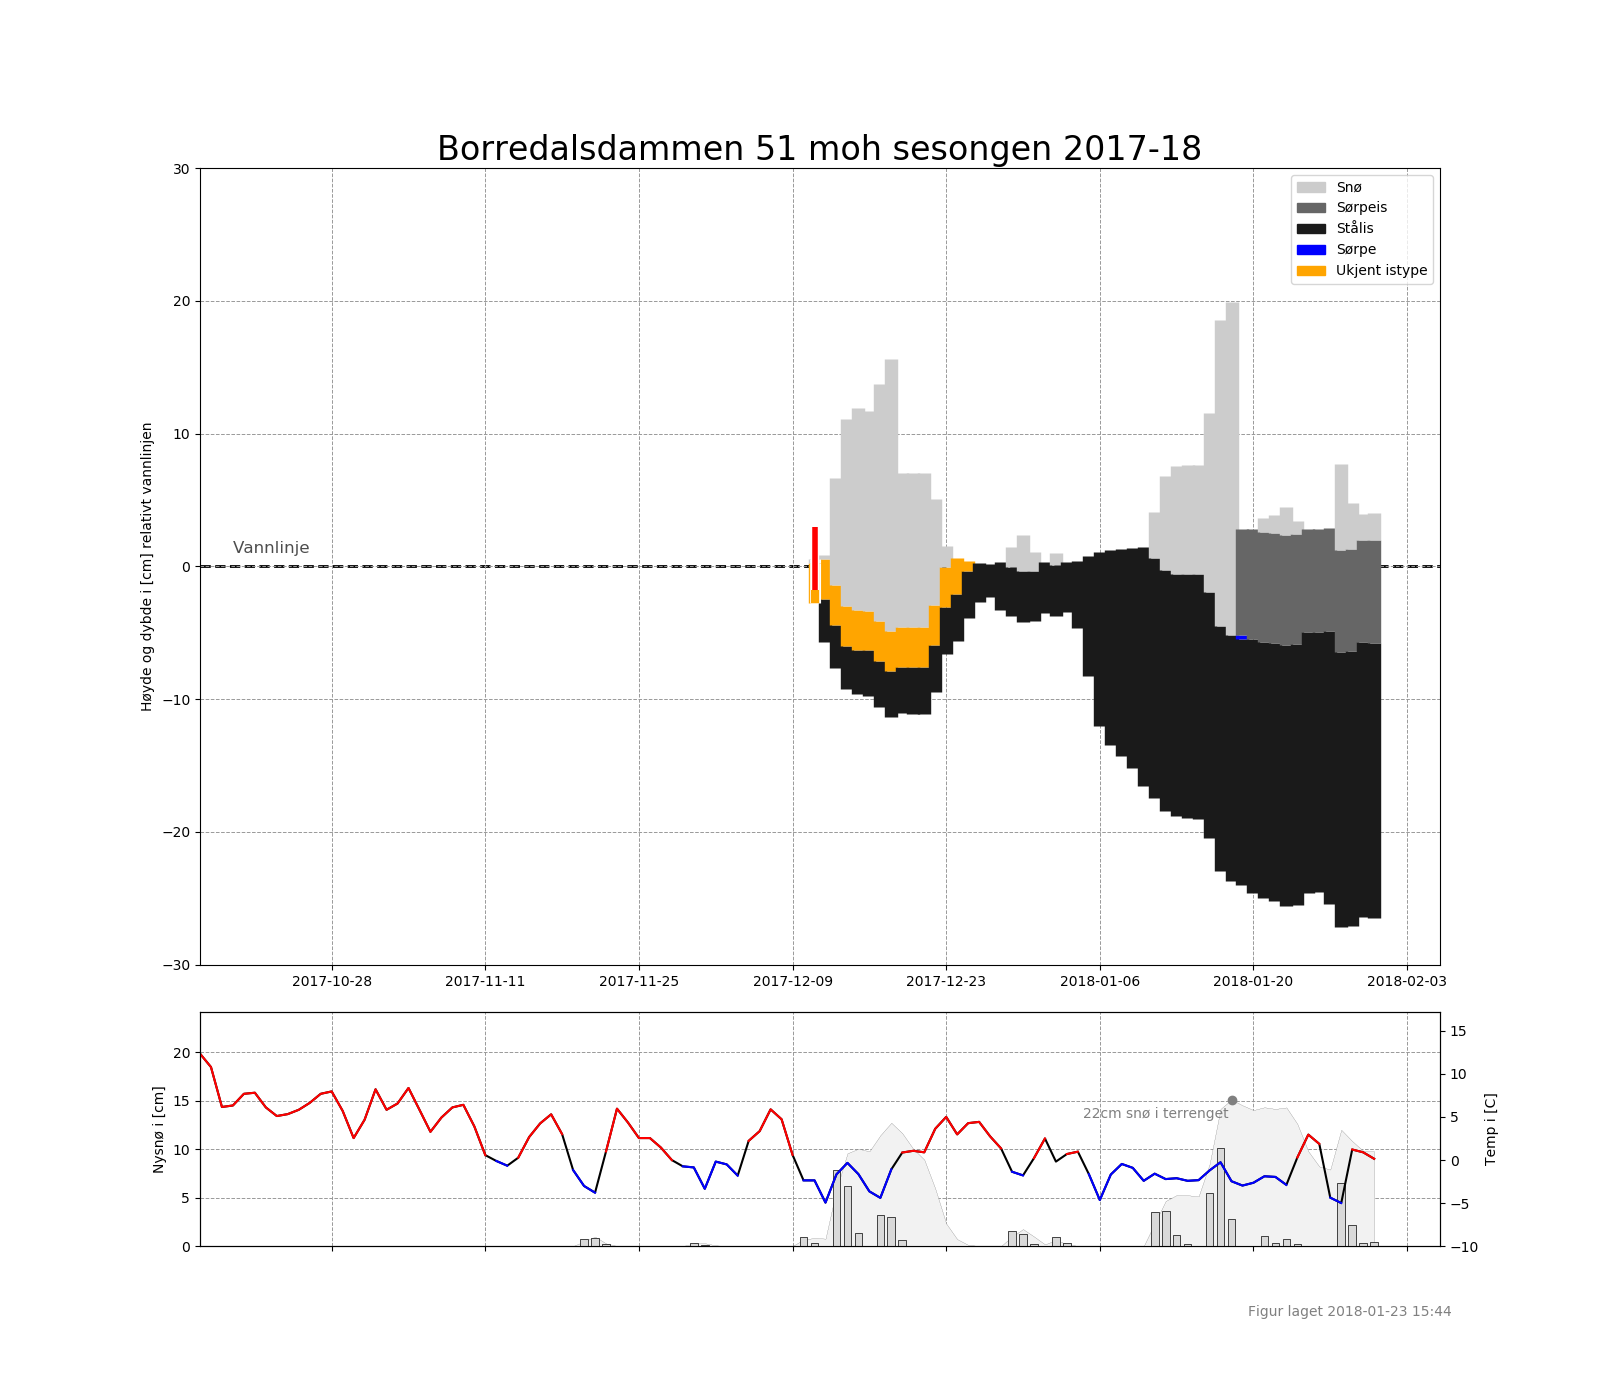 Borredalsdammen 51 moh sesongen 2017-18
30
20
10
0
−10
−20
−30
Høyde og dybde i [cm] relativt vannlinjen
Vannlinje
Snø
Sørpeis
Stålis
Sørpe
Ukjent istype
2017-10-28 2017-11-11 2017-11-25 2017-12-09 2017-12-23 2018-01-06 2018-01-20 2018-02-03
20
15
10
5
0
Nysnø i [cm]
22cm snø i terrenget
15
10
5
0
−5
−10
Temp i [C]
Figur laget 2018-01-23 15:44